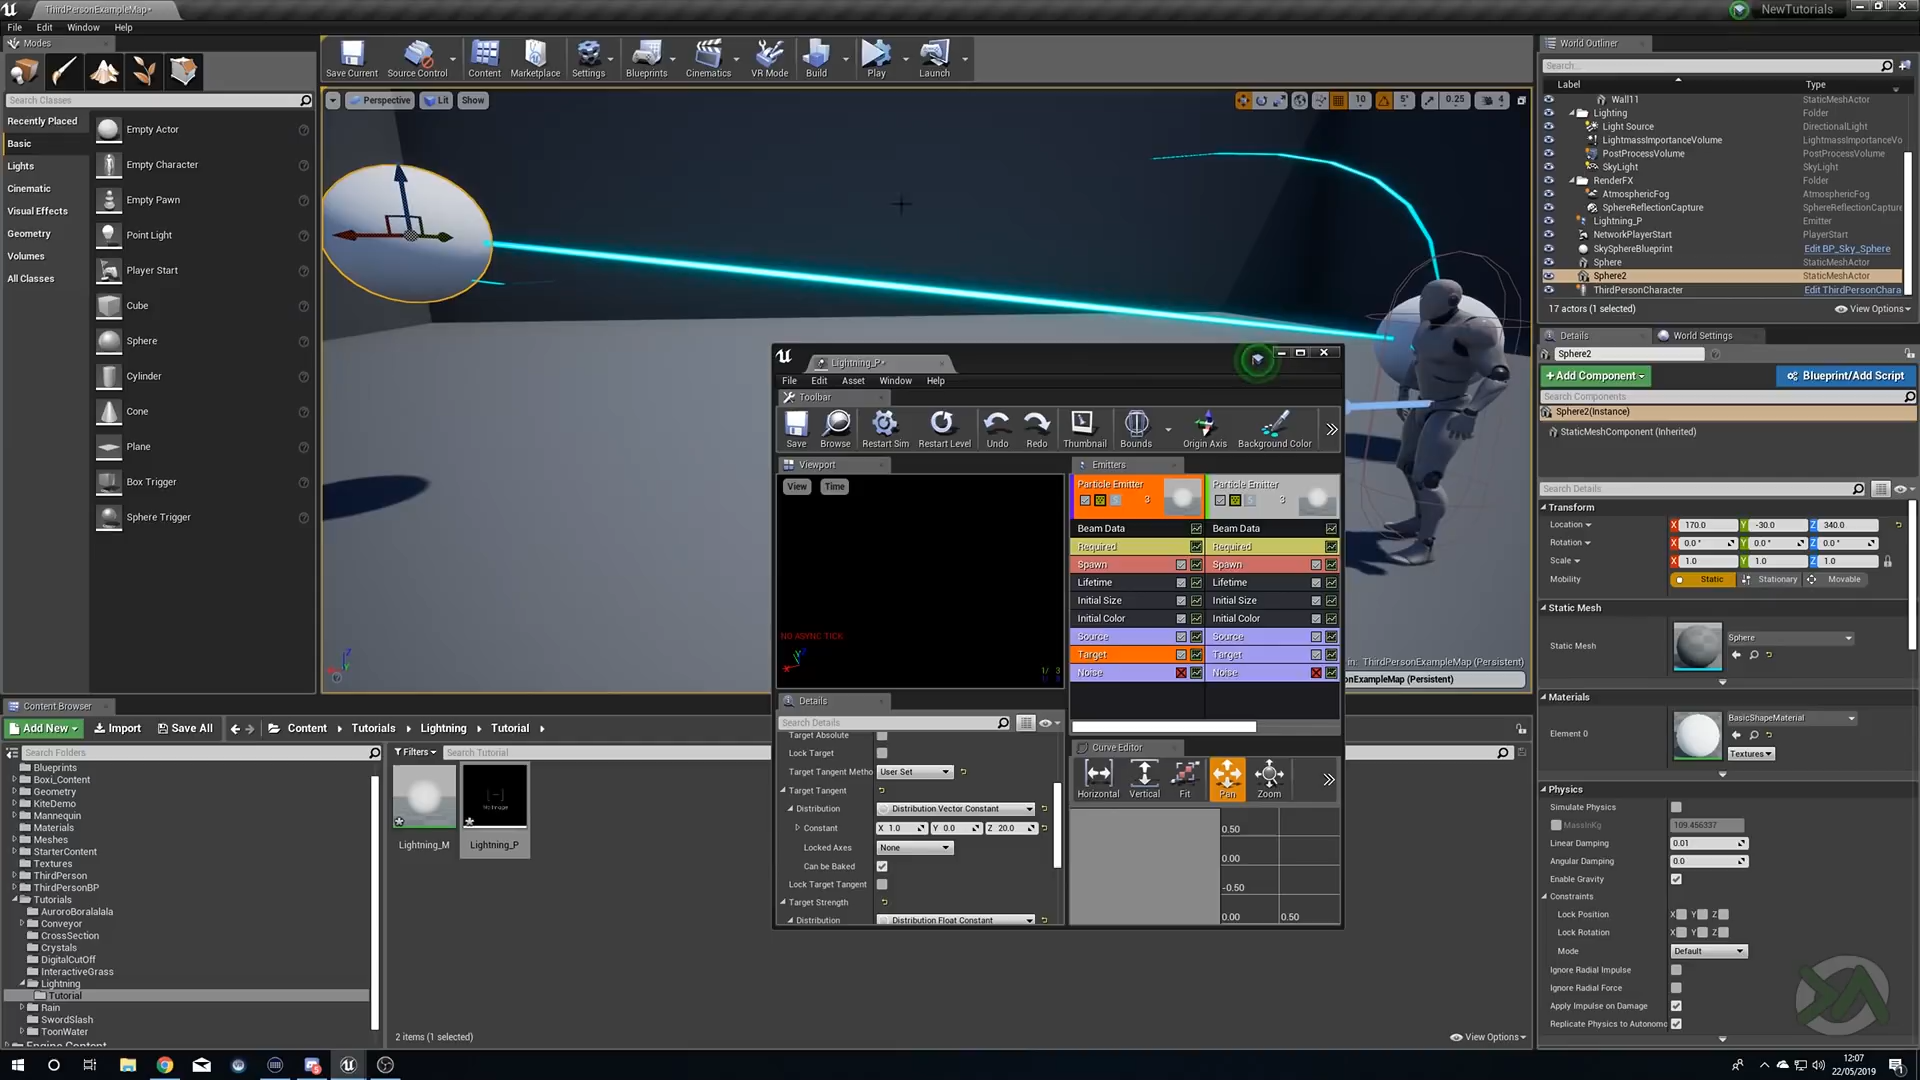 ThirdPersonExampleMap*
NewTutorials
File Edit Window Help
Modes
Search Classes
Recently Placed
Basic
Lights
Cinematic
Visual Effects
Geometry
Volumes
All Classes
Empty Actor
Empty Character
Empty Pawn
Point Light
Player Start
Cube
Sphere
Cylinder
Cone
Plane
Box Trigger
Sphere Trigger
Save Current Source Control Content Marketplace Settings Blueprints Cinematics VR Mode Build Play Launch
Perspective Lit Show
10 5° 0.25 4
in: ThirdPersonExampleMap (Persistent)
onExampleMap (Persistent)
Lightning_P*
File Edit Asset Window Help
Toolbar
Save Browse Restart Sim Restart Level Undo Redo Thumbnail Bounds Origin Axis Background Color
Viewport
View Time
NO ASYNC TICK
1/ 3
Emitters
Particle Emitter Particle Emitter
3 3
Beam Data Beam Data
Required Required
Spawn Spawn
Lifetime Lifetime
Initial Size Initial Size
Initial Color Initial Color
Source Source
Target Target
Noise Noise
Details
Search Details
Target Absolute
Lock Target
Target Tangent Metho User Set
Target Tangent
Distribution Distribution Vector Constant
Constant X 1.0 Y 0.0 Z 20.0
Locked Axes None
Can be Baked
Lock Target Tangent
Target Strength
Distribution Distribution Float Constant
Curve Editor
Horizontal Vertical Fit Pan Zoom
0.50
0.00
-0.50
0.00 0.50
World Outliner
Search...
Label Type
Wall11 StaticMeshActor
Lighting Folder
Light Source DirectionalLight
LightmassImportanceVolume LightmassImportanceVo
PostProcessVolume PostProcessVolume
SkyLight SkyLight
RenderFX Folder
AtmosphericFog AtmosphericFog
SphereReflectionCapture SphereReflectionCapture
Lightning_P Emitter
NetworkPlayerStart PlayerStart
SkySphereBlueprint Edit BP_Sky_Sphere
Sphere StaticMeshActor
Sphere2 StaticMeshActor
ThirdPersonCharacter Edit ThirdPersonChara
17 actors (1 selected) View Options
Details World Settings
Sphere2
+Add Component Blueprint/Add Script
Search Components
Sphere2(Instance)
StaticMeshComponent (Inherited)
Search Details
Transform
Location X 170.0 Y -30.0 Z 340.0
Rotation X 0.0 ° Y 0.0 ° Z 0.0 °
Scale X 1.0 Y 1.0 Z 1.0
Mobility Static Stationary Movable
Static Mesh
Static Mesh Sphere
Materials
Element 0 BasicShapeMaterial
Textures
Physics
Simulate Physics
MassInKg 109.456337
Linear Damping 0.01
Angular Damping 0.0
Enable Gravity
Constraints
Lock Position X Y Z
Lock Rotation X Y Z
Mode Default
Ignore Radial Impulse
Ignore Radial Force
Apply Impulse on Damage
Replicate Physics to Autonomo
Content Browser
Add New Import Save All Content Tutorials Lightning Tutorial
Search Folders
Filters Search Tutorial
Blueprints
Boxi_Content
Geometry
KiteDemo
Mannequin
Materials
Meshes
StarterContent
Textures
ThirdPerson
ThirdPersonBP
Tutorials
AuroroBoralalala
Conveyor
CrossSection
Crystals
DigitalCutOff
InteractiveGrass
Lightning
Tutorial
Rain
SwordSlash
ToonWater
Engine Content
Lightning_M Lightning_P
2 items (1 selected) View Options
12:07
22/05/2019